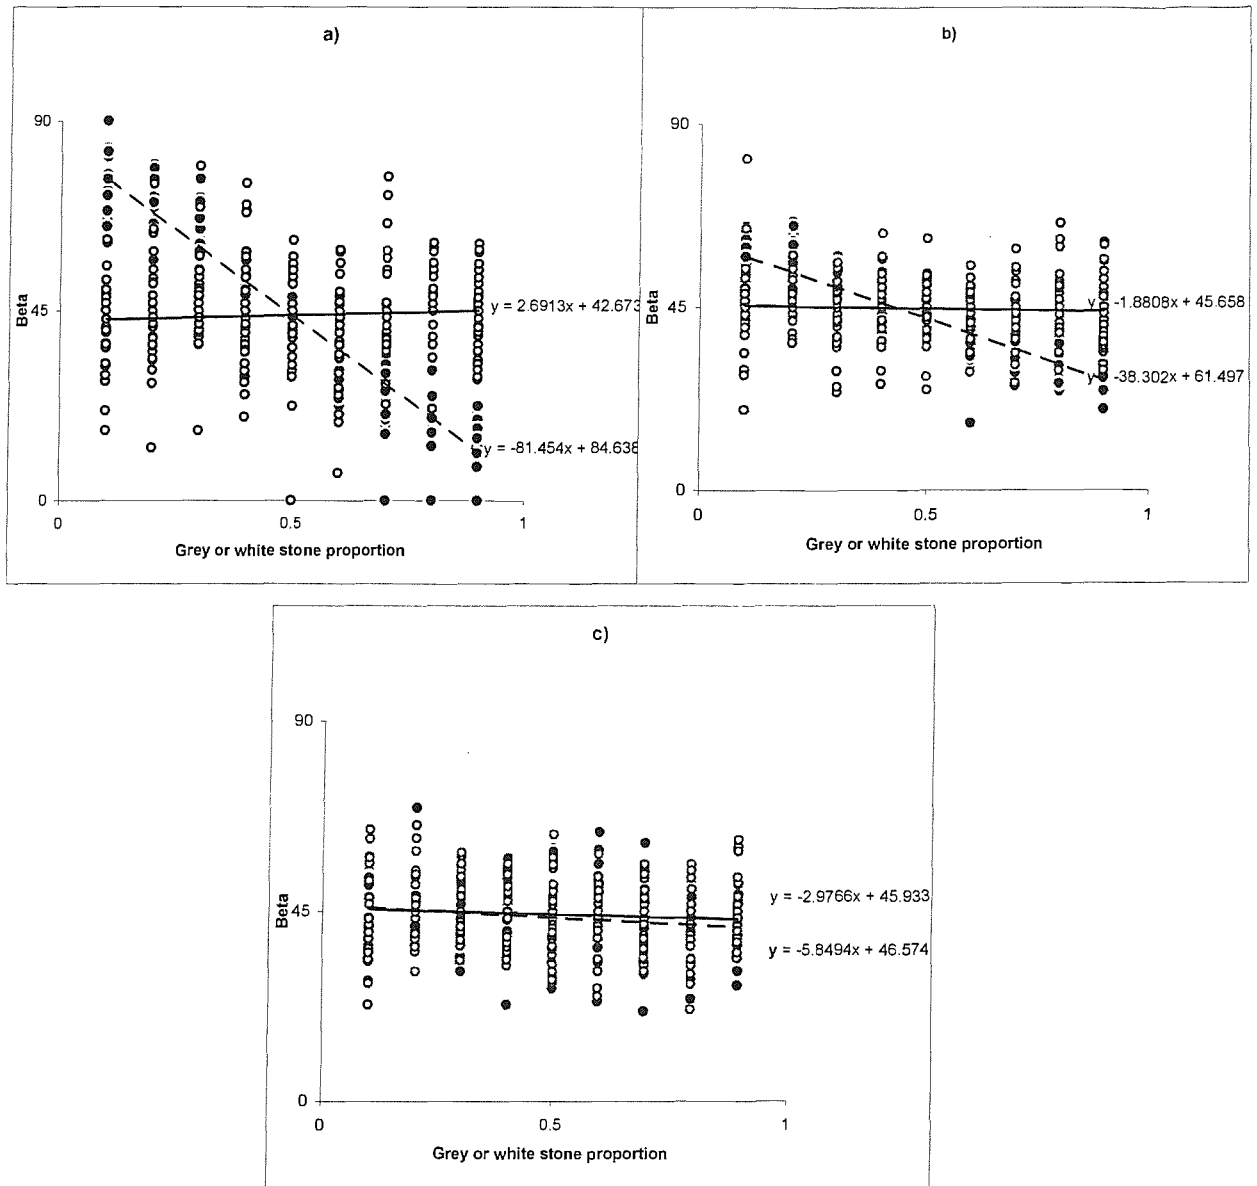 a)
90
Beta
45
y = 2.6913x + 42.673
y = -81.454x + 84.638
0
0
0.5
1
Grey or white stone proportion
b)
90
Beta
45
y -1.8808x + 45.658
y -38.302x + 61.497
0
0
0.5
1
Grey or white stone proportion
c)
90
Beta
45
y = -2.9766x + 45.933
y = -5.8494x + 46.574
0
0
0.5
1
Grey or white stone proportion